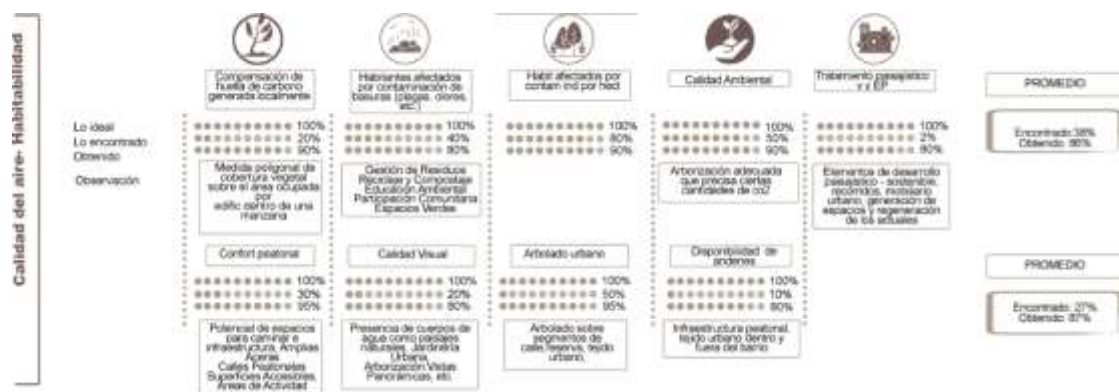 Calidad del aire- Habitabilidad
Compensación de
huella de carbono
generada localmente
Habitantes afectados
por contaminación de
basuras (plagas, olores,
etc.)
Habit afectados por
contam ind por hect
Calidad Ambiental
Tratamiento paisajístico
PROMEDIO
Lo ideal
Lo encontrado
Obtenido
Observación
100%
20%
90%
100%
40%
80%
100%
80%
90%
100%
50%
90%
100%
2%
80%
Encontrado:38%
Obtenido: 86%
Medida poligonal de
cobertura vegetal
sobre el área ocupada
por
edific dentro de una
manzana
Gestión de Residuos
Reciclaje y Compostaje
Educación Ambiental
Participación Comunitaria
Espacios Verdes
Arborización adecuada
que precisa ciertas
cantidades de co2
Elementos de desarrollo
paisajístico - sostenible,
recorridos, mobiliario
urbano, generación de
espacios y regeneración
de los actuales
Confort peatonal
Calidad Visual
Arbolado urbano
Disponibilidad de
andenes
PROMEDIO
100%
30%
95%
100%
20%
80%
100%
50%
95%
100%
10%
80%
Encontrado: 27%
Obtenido: 87%
Potencial de espacios
para caminar e
infraestructura, Amplias
Aceras
Calles Peatonales
Superficies Accesibles,
Áreas de Actividad
Presencia de cuerpos de
agua como paisajes
naturales, Jardinería
Urbana,
Arborización Vistas
Panorámicas, etc.
Arbolado sobre
segmentos de
calle,reserva, tejido
urbano,
Infraestructura peatonal,
tejido urbano dentro y
fuera del barrio